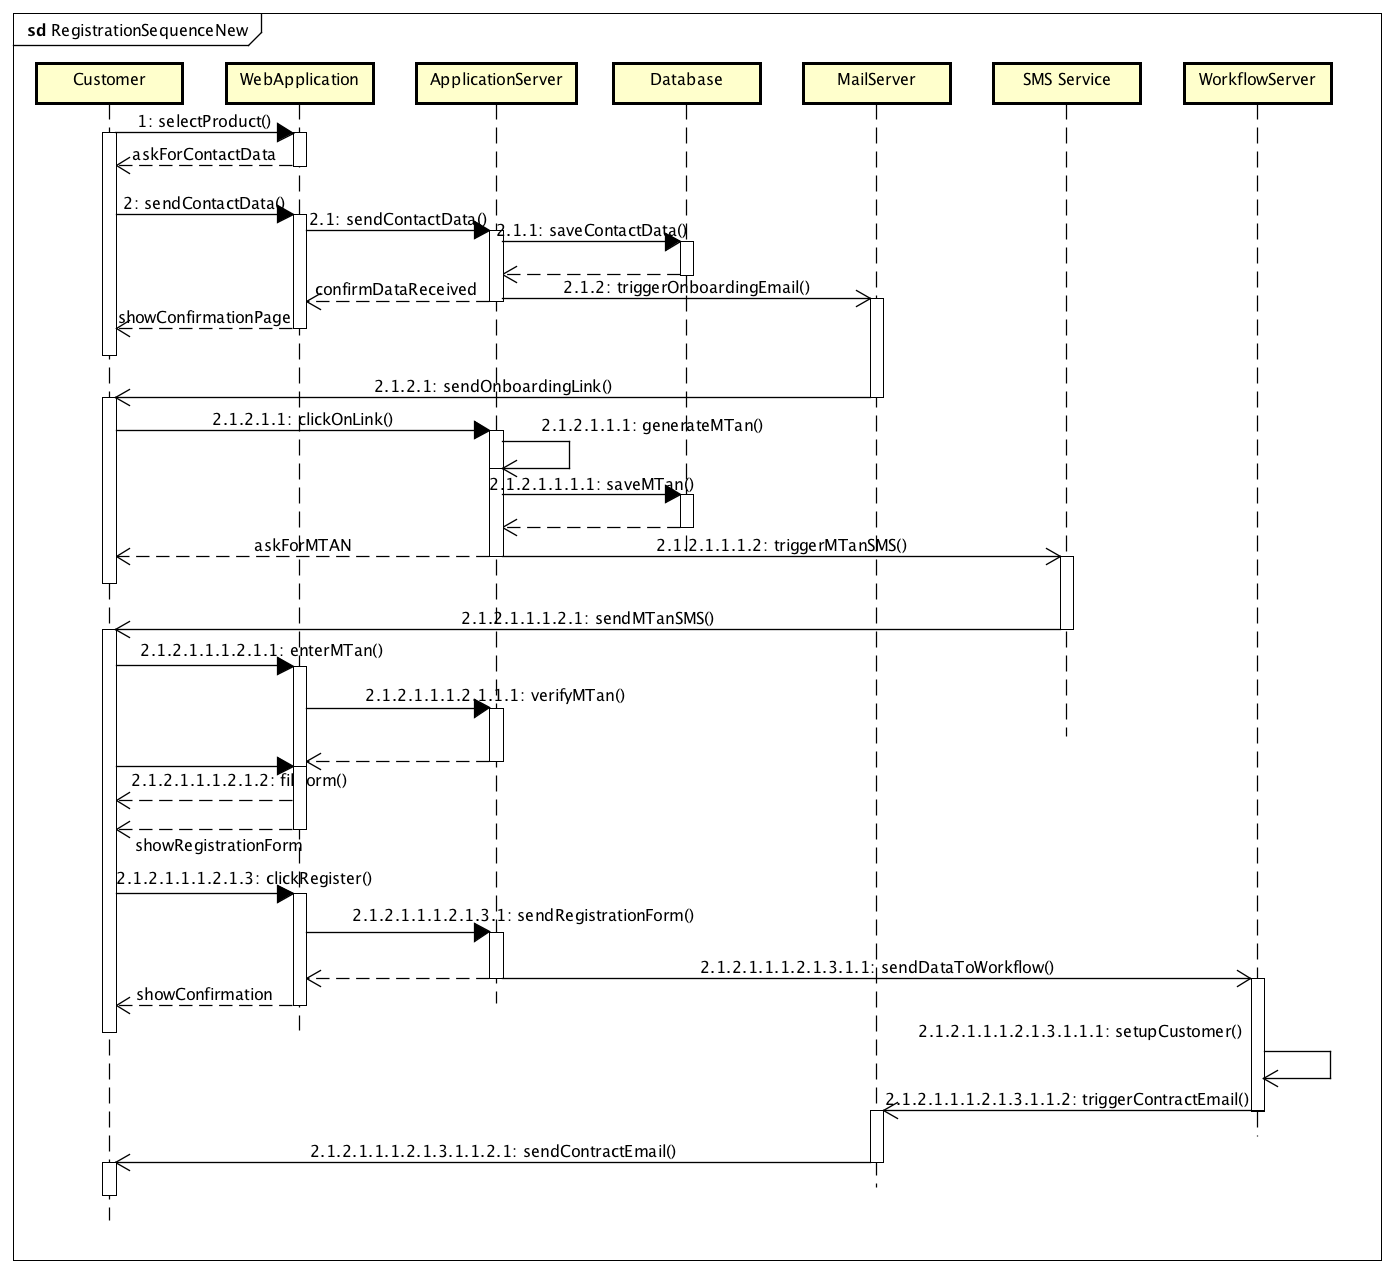 sd RegistrationSequenceNew
Customer
WebApplication
ApplicationServer
Database
MailServer
SMS Service
WorkflowServer
1: selectProduct()
askForContactData
2: sendContactData()
2.1: sendContactData()
2.1.1: saveContactData()
confirmDataReceived
2.1.2: triggerOnboardingEmail()
showConfirmationPage
2.1.2.1: sendOnboardingLink()
2.1.2.1.1: clickOnLink()
2.1.2.1.1.1: generateMTan()
2.1.2.1.1.1.1: saveMTan()
askForMTAN
2.1.2.1.1.1.2: triggerMTanSMS()
2.1.2.1.1.1.2.1: sendMTanSMS()
2.1.2.1.1.1.2.1.1: enterMTan()
2.1.2.1.1.1.2.1.1.1: verifyMTan()
2.1.2.1.1.1.2.1.2: fillForm()
showRegistrationForm
2.1.2.1.1.1.2.1.3: clickRegister()
2.1.2.1.1.1.2.1.3.1: sendRegistrationForm()
2.1.2.1.1.1.2.1.3.1.1: sendDataToWorkflow()
showConfirmation
2.1.2.1.1.1.2.1.3.1.1.1: setupCustomer()
2.1.2.1.1.1.2.1.3.1.1.2: triggerContractEmail()
2.1.2.1.1.1.2.1.3.1.1.2.1: sendContractEmail()